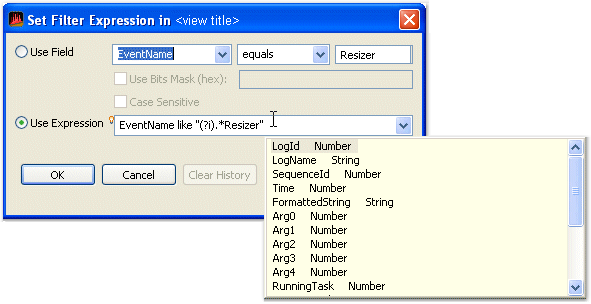 Set Filter Expression in <view title>
Use Field EventName equals Resizer
Use Bits Mask (hex):
Case Sensitive
Use Expression EventName like "(?i).*Resizer"
OK Cancel Clear History
LogId Number
LogName String
SequenceId Number
Time Number
FormattedString String
Arg0 Number
Arg1 Number
Arg2 Number
Arg3 Number
Arg4 Number
RunningTask Number